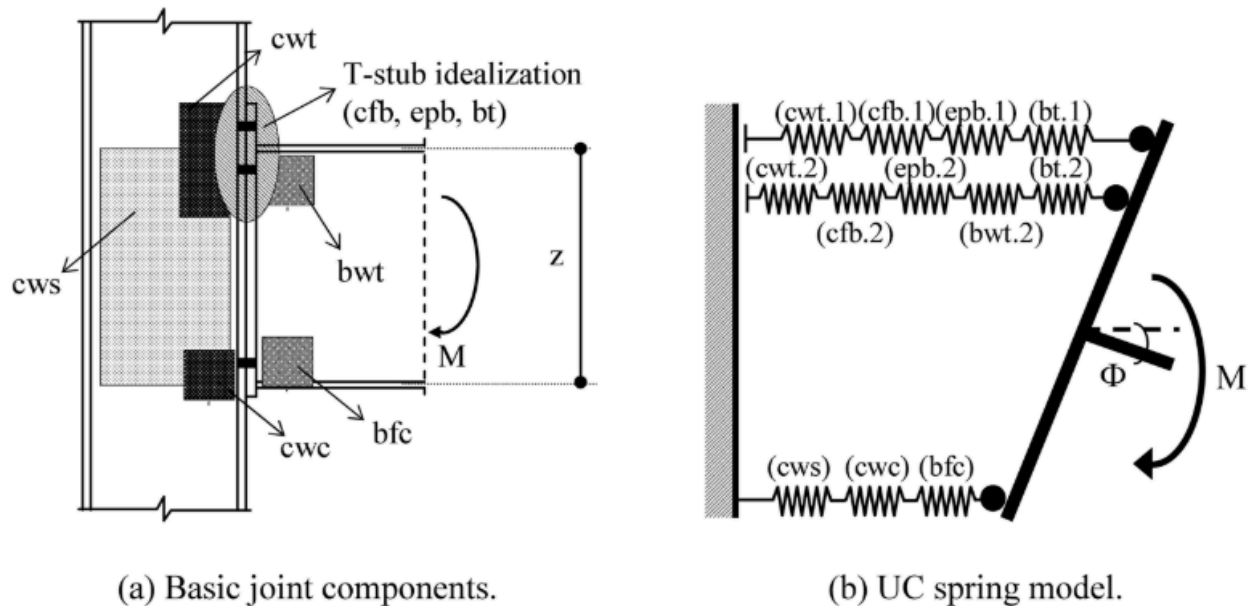 cwt
T-stub idealization
(cfb, epb, bt)
cws
bwt
z
M
cwc
bfc
(cwt.1) (cfb.1) (epb.1) (bt.1)
(cwt.2) (epb.2) (bt.2)
(cfb.2) (bwt.2)
Φ
M
(cws) (cwc) (bfc)
(a) Basic joint components.
(b) UC spring model.